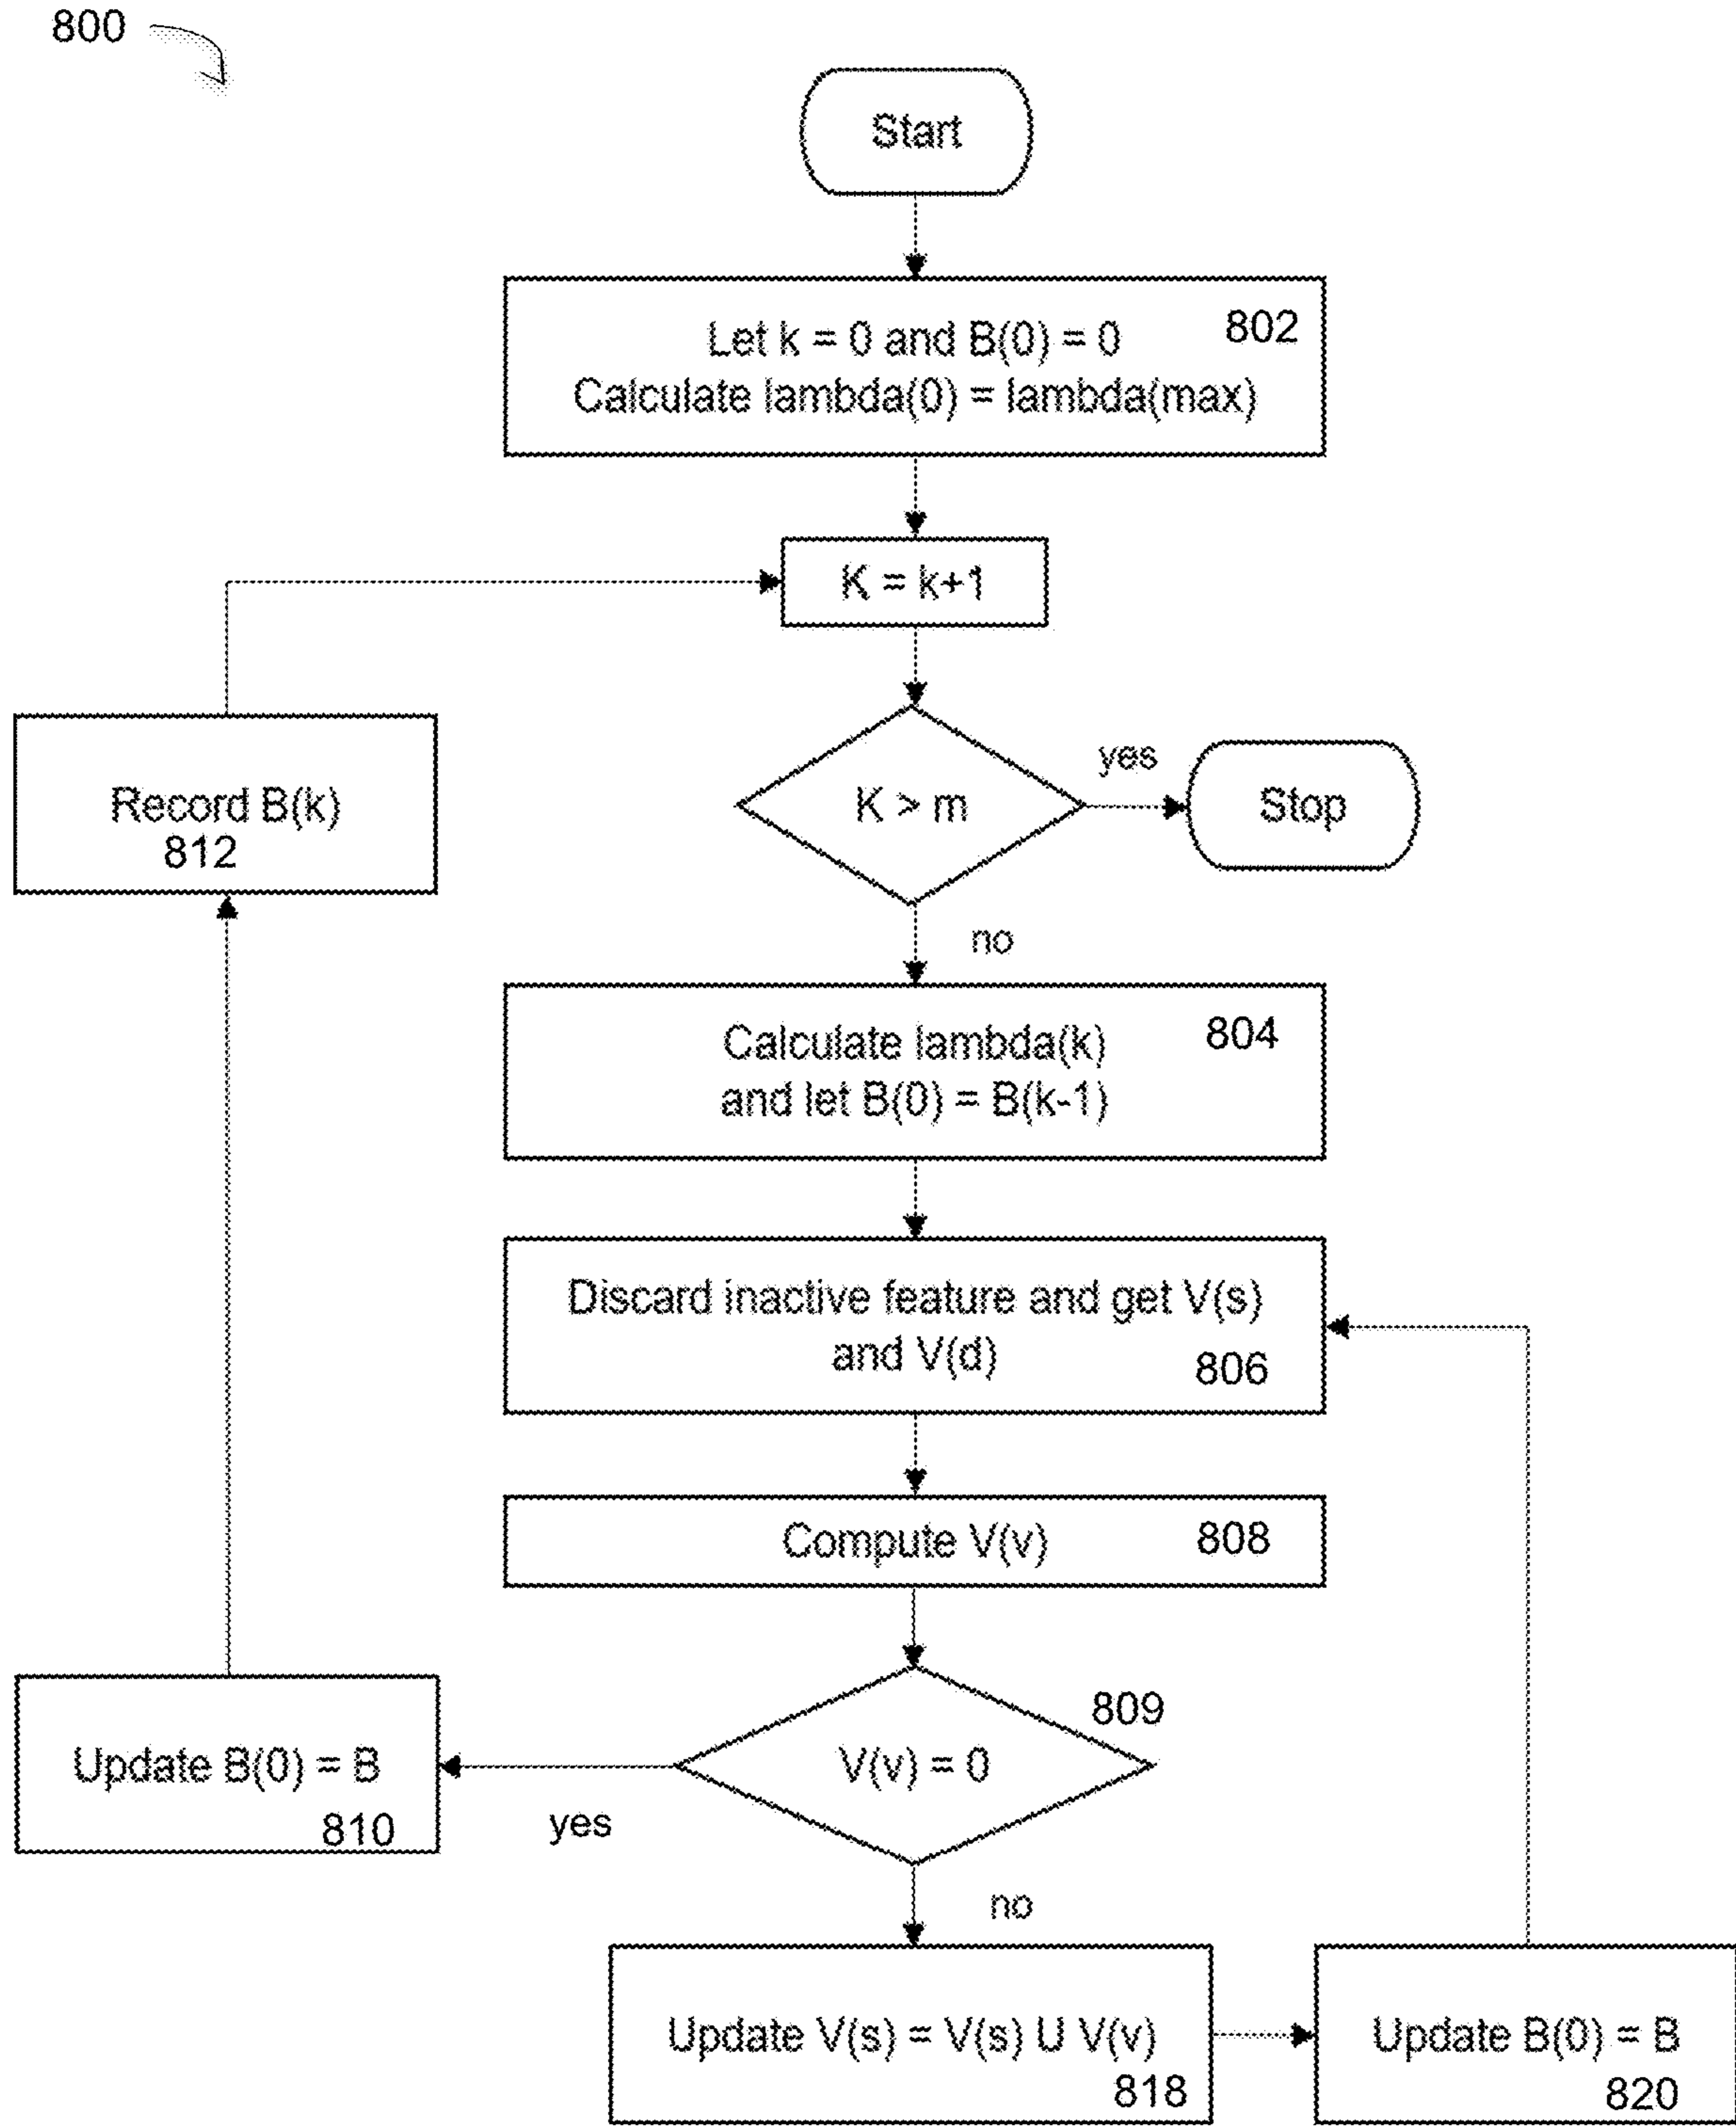 800
Start
Let k = 0 and B(0) = 0
802
Calculate lambda(0) = lambda(max)
K = k+1
K > m
yes
Stop
no
Record B(k)
812
Calculate lambda(k)
804
and let B(0) = B(k-1)
Discard inactive feature and get V(s)
and V(d)
806
Compute V(v)
808
809
V(v) = 0
yes
Update B(0) = B
810
no
Update V(s) = V(s) U V(v)
818
Update B(0) = B
820